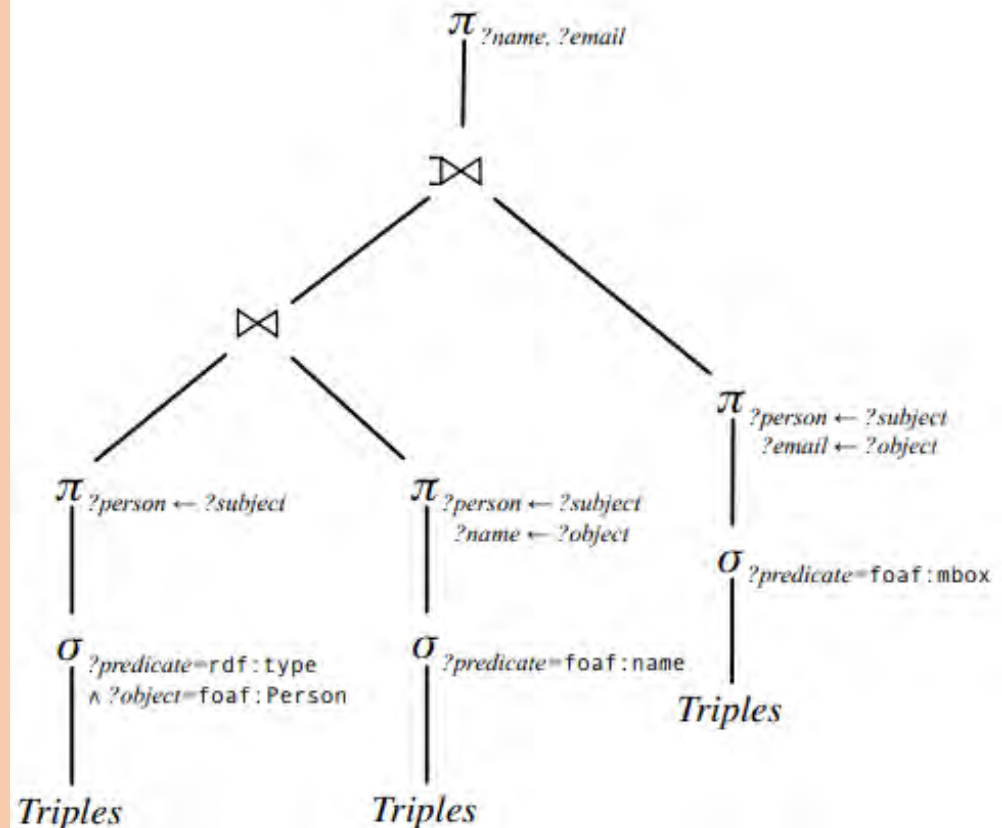 π ?name, ?email
⟕
⋈
π ?person ← ?subject
?email ← ?object
π ?person ← ?subject
π ?person ← ?subject
?name ← ?object
σ ?predicate=foaf:mbox
σ ?predicate=rdf:type
∧ ?object=foaf:Person
σ ?predicate=foaf:name
Triples
Triples
Triples